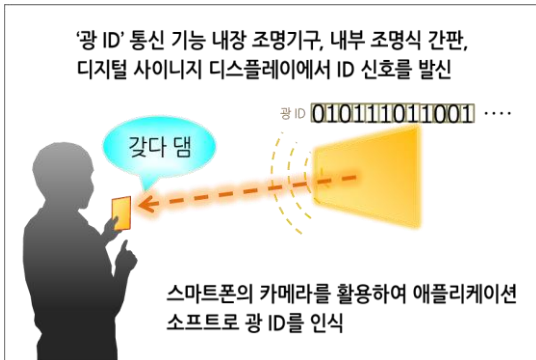 ‘광 ID’ 통신 기능 내장 조명기구, 내부 조명식 간판,
디지털 사이니지 디스플레이에서 ID 신호를 발신
광 ID 010111011001 ····
갖다 댐
스마트폰의 카메라를 활용하여 애플리케이션
소프트로 광 ID를 인식